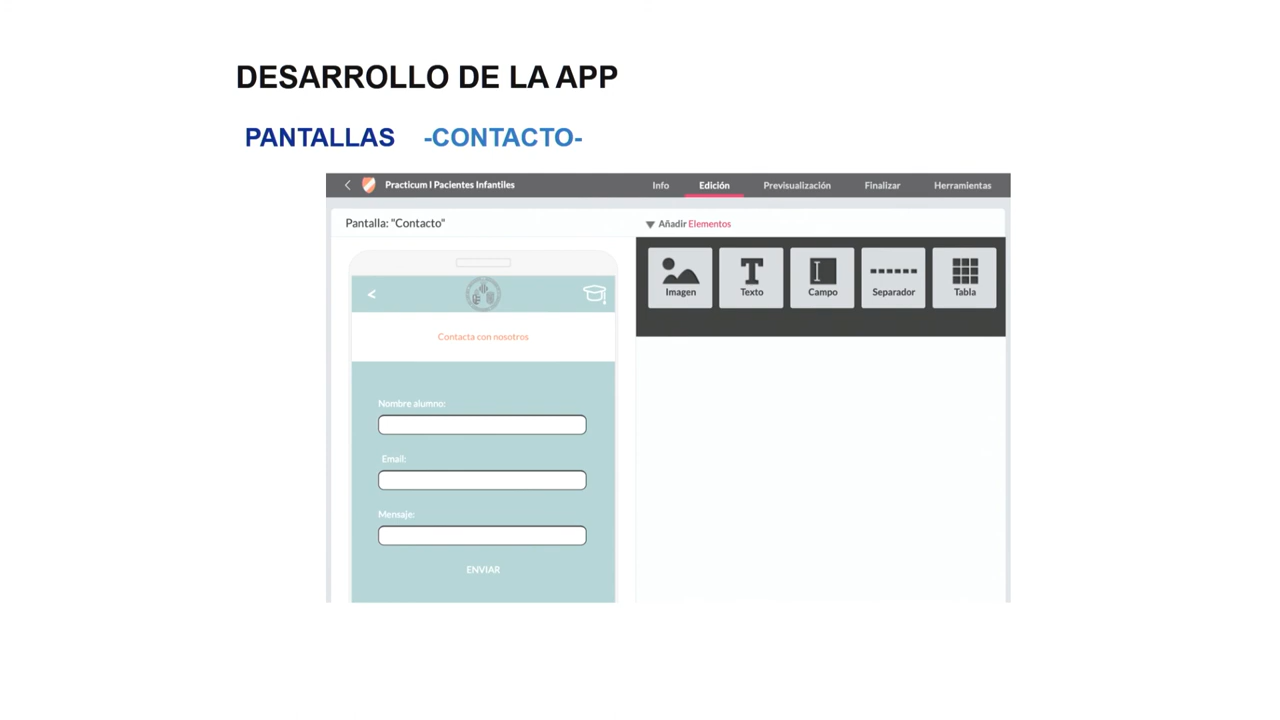 DESARROLLO DE LA APP
PANTALLAS -CONTACTO-
Practicum I Pacientes Infantiles Info Edición Previsualización Finalizar Herramientas
Pantalla: "Contacto"
Añadir Elementos
Imagen Texto Campo Separador Tabla
<
Contacta con nosotros
Nombre alumno:
Email:
Mensaje:
ENVIAR